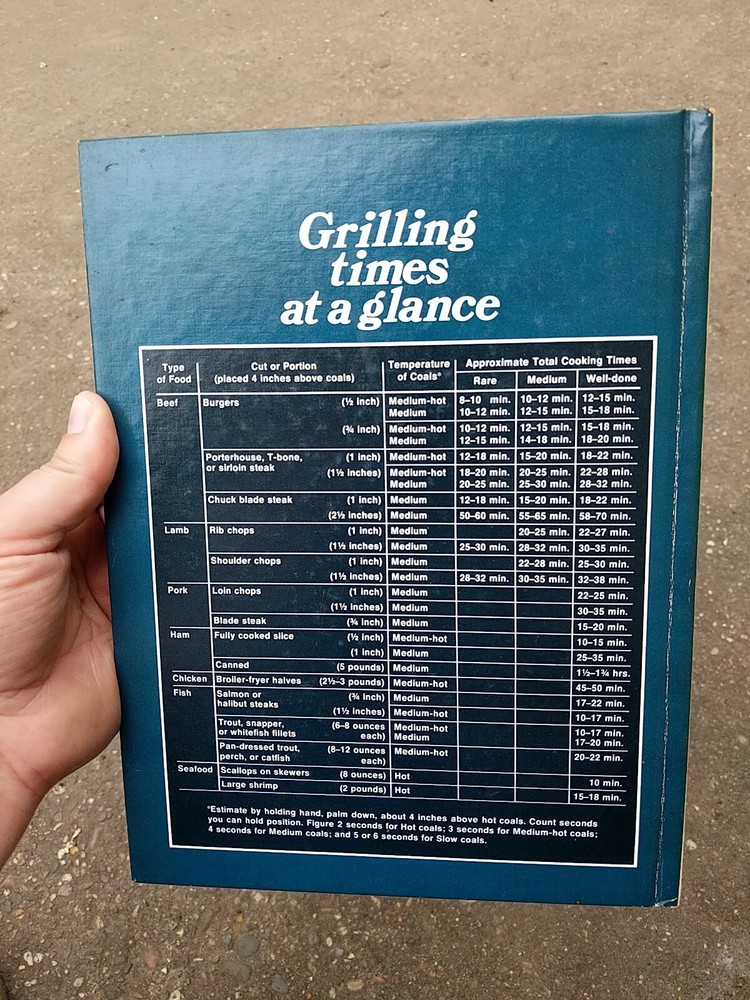 Grilling
times
at a glance
Type of Food Cut or Portion (placed 4 inches above coals) Temperature of Coals* Approximate Total Cooking Times
Rare Medium Well-done
Beef Burgers (½ inch) Medium-hot 8–10 min. 10–12 min. 12–15 min.
Medium 10–12 min. 12–15 min. 15–18 min.
(¾ inch) Medium-hot 10–12 min. 12–15 min. 15–18 min.
Medium 12–15 min. 14–18 min. 18–20 min.
Porterhouse, T-bone, (1 inch) Medium-hot 12–18 min. 15–20 min. 18–22 min.
or sirloin steak (1½ inches) Medium-hot 18–20 min. 20–25 min. 22–28 min.
Medium 20–25 min. 25–30 min. 28–32 min.
Chuck blade steak (1 inch) Medium 12–18 min. 15–20 min. 18–22 min.
(2½ inches) Medium 50–60 min. 55–65 min. 58–70 min.
Lamb Rib chops (1 inch) Medium 20–25 min. 22–27 min.
(1½ inches) Medium 25–30 min. 28–32 min. 30–35 min.
Shoulder chops (1 inch) Medium 22–28 min. 25–30 min.
(1½ inches) Medium 28–32 min. 30–35 min. 32–38 min.
Pork Loin chops (1 inch) Medium 22–25 min.
(1½ inches) Medium 30–35 min.
Blade steak (¾ inch) Medium 15–20 min.
Ham Fully cooked slice (½ inch) Medium-hot 10–15 min.
(1 inch) Medium 25–35 min.
Canned (5 pounds) Medium 1½–1¾ hrs.
Chicken Broiler-fryer halves (2½–3 pounds) Medium-hot 45–50 min.
Fish Salmon or (¾ inch) Medium 17–22 min.
halibut steaks (1½ inches) Medium-hot 10–17 min.
Trout, snapper, (6–8 ounces Medium-hot 10–17 min.
or whitefish fillets each) Medium 17–20 min.
Pan-dressed trout, (8–12 ounces Medium-hot 20–22 min.
perch, or catfish each)
Seafood Scallops on skewers (8 ounces) Hot 10 min.
Large shrimp (2 pounds) Hot 15–18 min.
*Estimate by holding hand, palm down, about 4 inches above hot coals. Count seconds
you can hold position. Figure 2 seconds for Hot coals; 3 seconds for Medium-hot coals;
4 seconds for Medium coals; and 5 or 6 seconds for Slow coals.